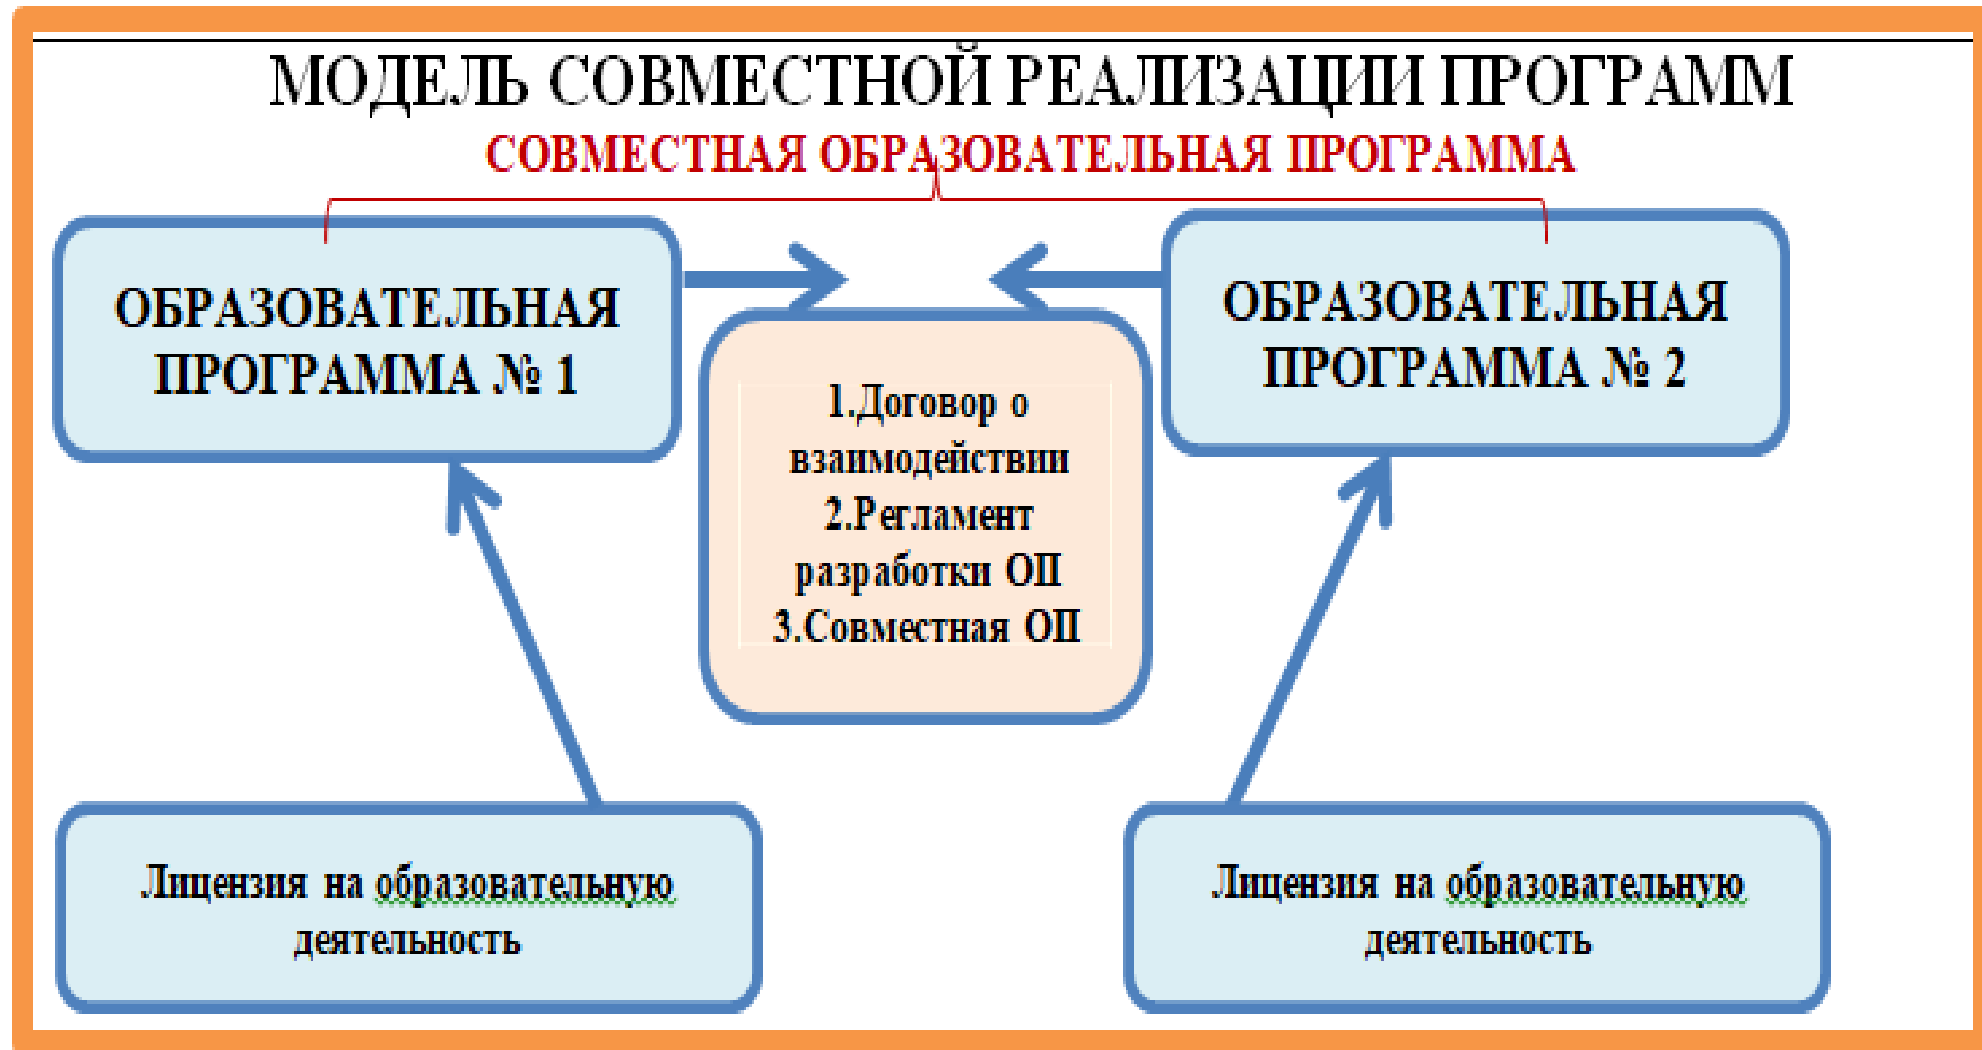 МОДЕЛЬ СОВМЕСТНОЙ РЕАЛИЗАЦИИ ПРОГРАММ
СОВМЕСТНАЯ ОБРАЗОВАТЕЛЬНАЯ ПРОГРАММА
ОБРАЗОВАТЕЛЬНАЯ
ПРОГРАММА № 1
ОБРАЗОВАТЕЛЬНАЯ
ПРОГРАММА № 2
1.Договор о
взаимодействии
2.Регламент
разработки ОП
3.Совместная ОП
Лицензия на образовательную
деятельность
Лицензия на образовательную
деятельность